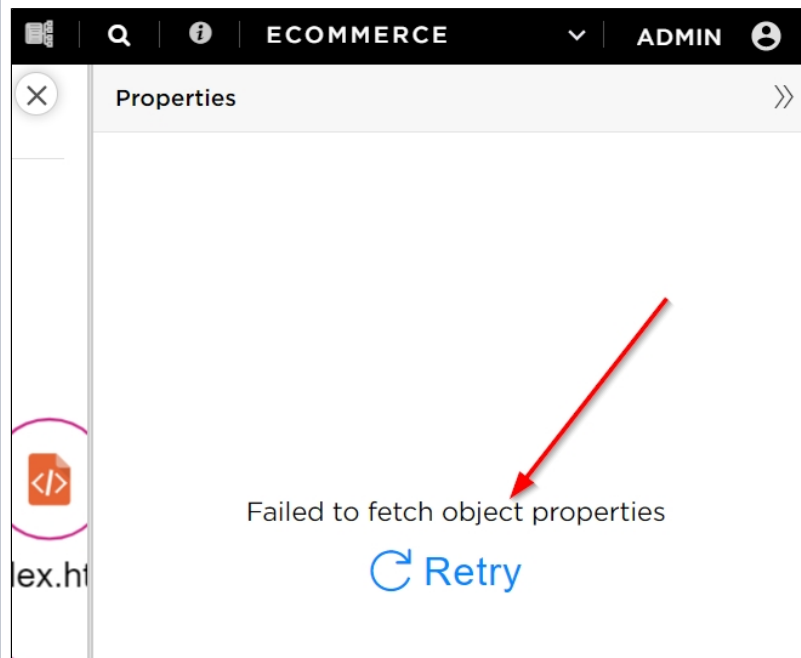 ECOMMERCE
ADMIN
Properties
Failed to fetch object properties
Retry
lex.ht